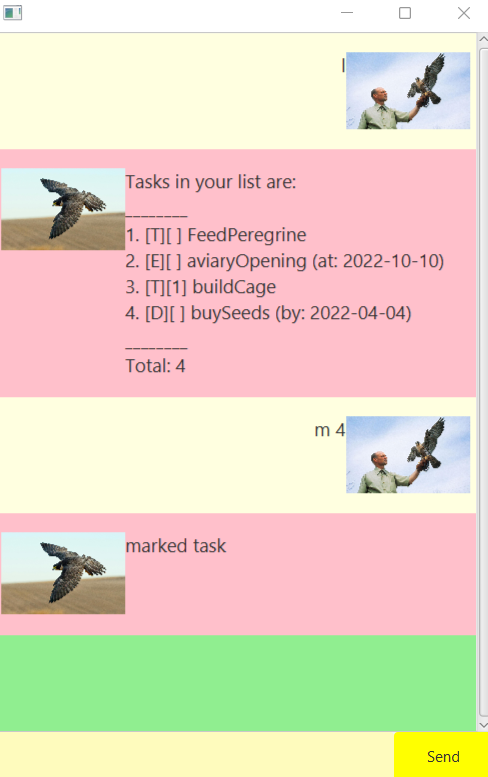 l
Tasks in your list are:
________
1. [T][ ] FeedPeregrine
2. [E][ ] aviaryOpening (at: 2022-10-10)
3. [T][1] buildCage
4. [D][ ] buySeeds (by: 2022-04-04)
________
Total: 4
m 4
marked task
Send